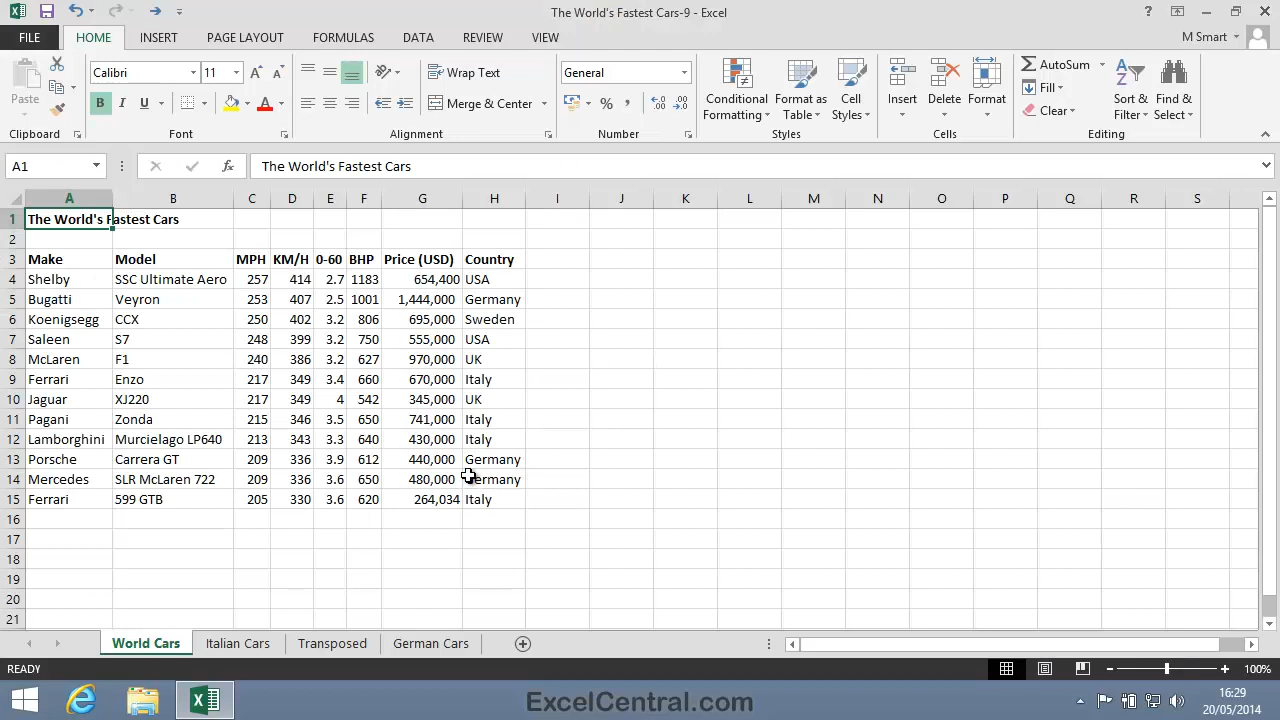 The World's Fastest Cars-9 - Excel
FILE HOME INSERT PAGE LAYOUT FORMULAS DATA REVIEW VIEW M Smart
Paste Calibri 11 Wrap Text General Conditional Formatting Format as Table Cell Styles Insert Delete Format AutoSum Fill Clear Sort & Filter Find & Select
B I U A Merge & Center % ,
Clipboard Font Alignment Number Styles Cells Editing
A1 fx The World's Fastest Cars
A B C D E F G H I J K L M N O P Q R S
1 The World's Fastest Cars
2
3 Make Model MPH KM/H 0-60 BHP Price (USD) Country
4 Shelby SSC Ultimate Aero 257 414 2.7 1183 654,400 USA
5 Bugatti Veyron 253 407 2.5 1001 1,444,000 Germany
6 Koenigsegg CCX 250 402 3.2 806 695,000 Sweden
7 Saleen S7 248 399 3.2 750 555,000 USA
8 McLaren F1 240 386 3.2 627 970,000 UK
9 Ferrari Enzo 217 349 3.4 660 670,000 Italy
10 Jaguar XJ220 217 349 4 542 345,000 UK
11 Pagani Zonda 215 346 3.5 650 741,000 Italy
12 Lamborghini Murcielago LP640 213 343 3.3 640 430,000 Italy
13 Porsche Carrera GT 209 336 3.9 612 440,000 Germany
14 Mercedes SLR McLaren 722 209 336 3.6 650 480,000 Germany
15 Ferrari 599 GTB 205 330 3.6 620 264,034 Italy
16
17
18
19
20
21
World Cars Italian Cars Transposed German Cars
READY 100%
ExcelCentral.com
16:29
20/05/2014